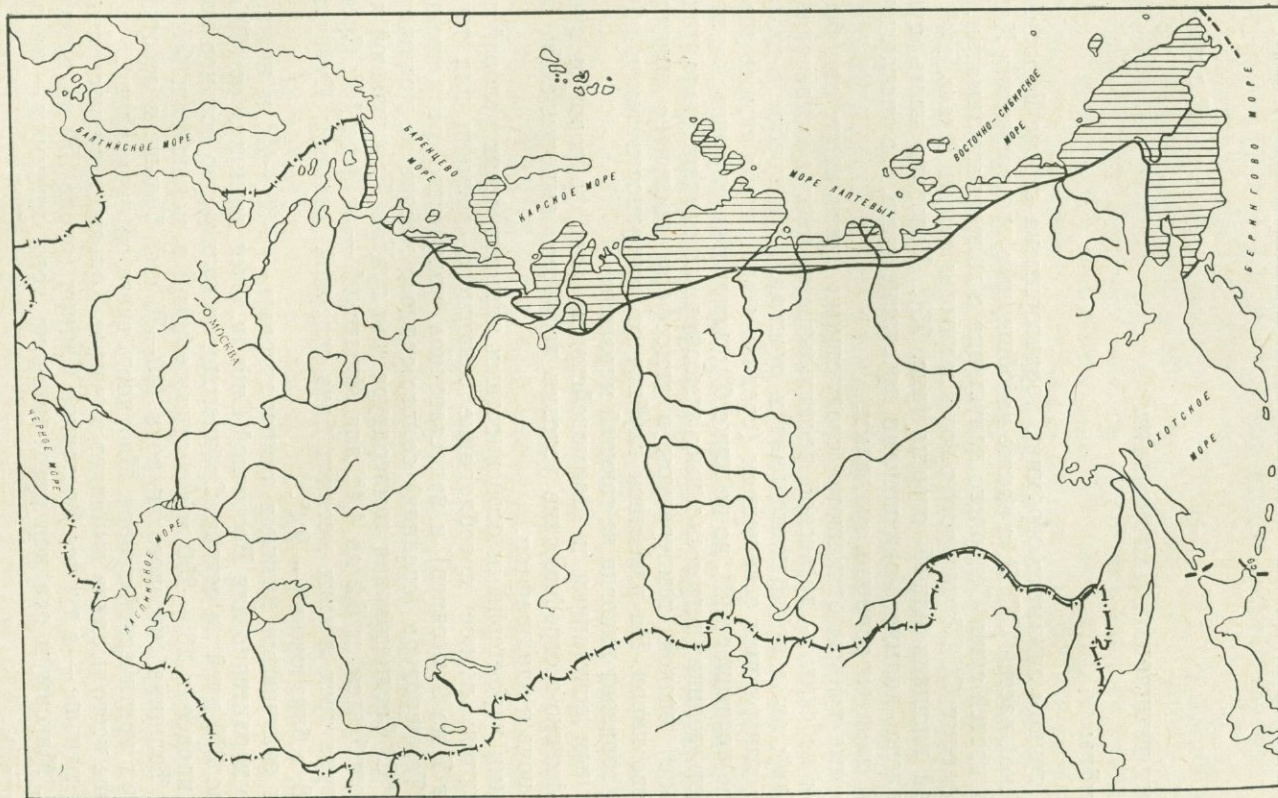 БАЛТИЙСКОЕ МОРЕ
БАРЕНЦЕВО
МОРЕ
КАРСКОЕ МОРЕ
МОРЕ ЛАПТЕВЫХ
ВОСТОЧНО-СИБИРСКОЕ
МОРЕ
БЕРИНГОВО МОРЕ
МОСКВА
ЧЕРНОЕ МОРЕ
КАСПИЙСКОЕ МОРЕ
ОХОТСКОЕ
МОРЕ